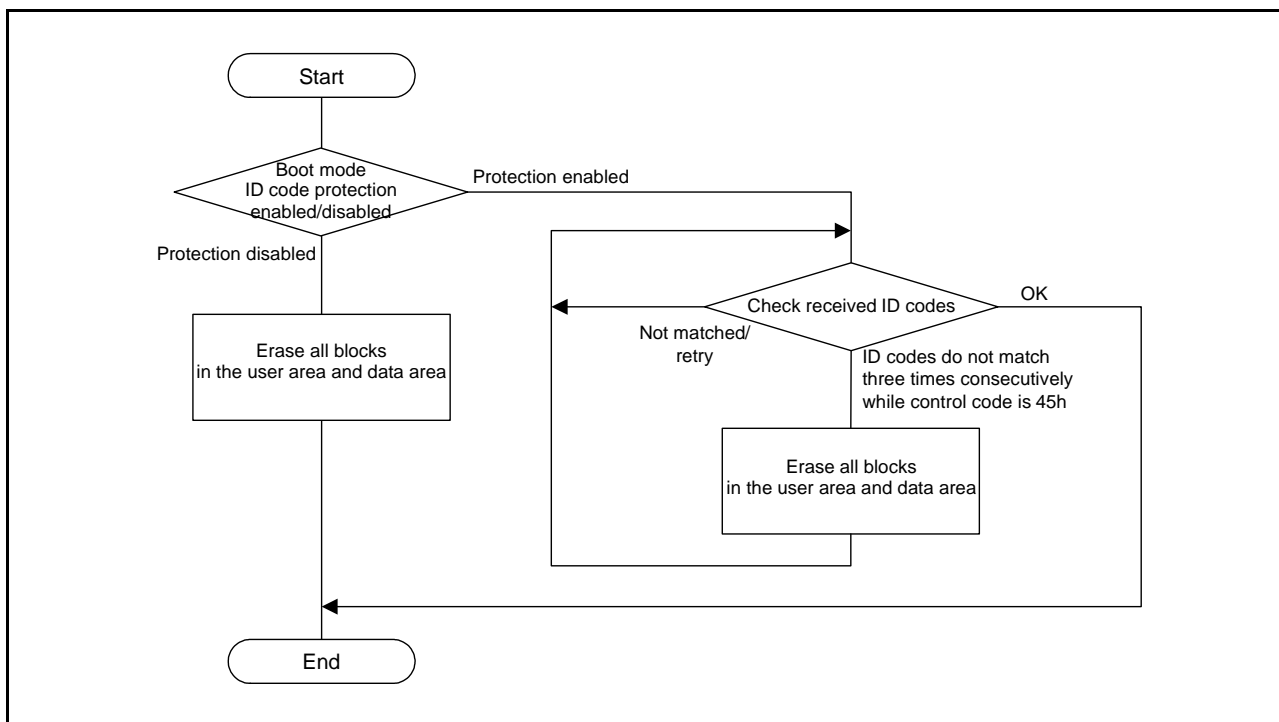 Start
Boot mode
ID code protection
enabled/disabled
Protection enabled
Protection disabled
Check received ID codes
OK
Not matched/
retry
ID codes do not match
three times consecutively
while control code is 45h
Erase all blocks
in the user area and data area
Erase all blocks
in the user area and data area
End